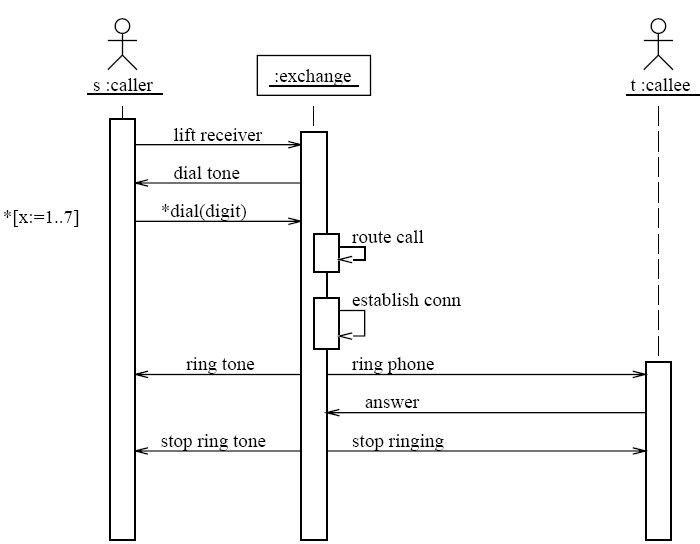 s :caller
:exchange
t :callee
lift receiver
dial tone
*[x:=1..7]
*dial(digit)
route call
establish conn
ring tone
ring phone
answer
stop ring tone
stop ringing